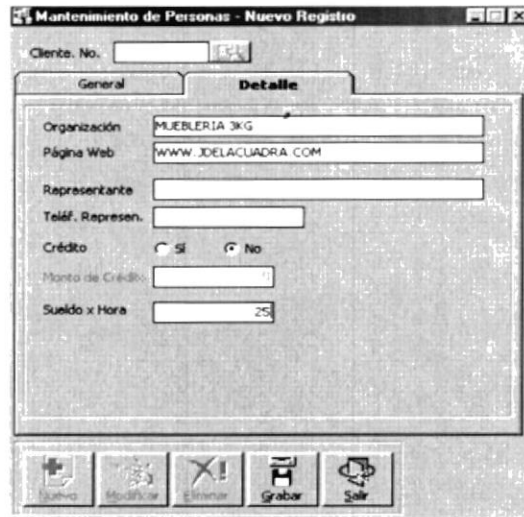 Mantenimiento de Personas - Nuevo Registro
Cliente. No.
General Detalle
Organización MUEBLERIA JKG
Página Web WWW.JDELACUADRA.COM
Representante
Teléf. Represen.
Crédito Sí No
Monto de Crédito
Sueldo x Hora 25
Nuevo Modificar Eliminar Grabar Salir